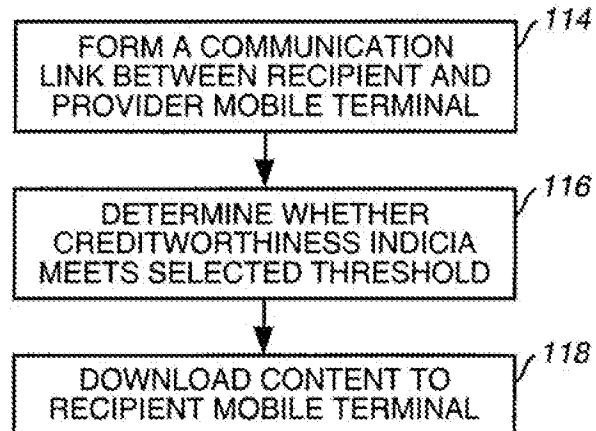 114
FORM A COMMUNICATION
LINK BETWEEN RECIPIENT AND
PROVIDER MOBILE TERMINAL
116
DETERMINE WHETHER
CREDITWORTHINESS INDICIA
MEETS SELECTED THRESHOLD
118
DOWNLOAD CONTENT TO
RECIPIENT MOBILE TERMINAL